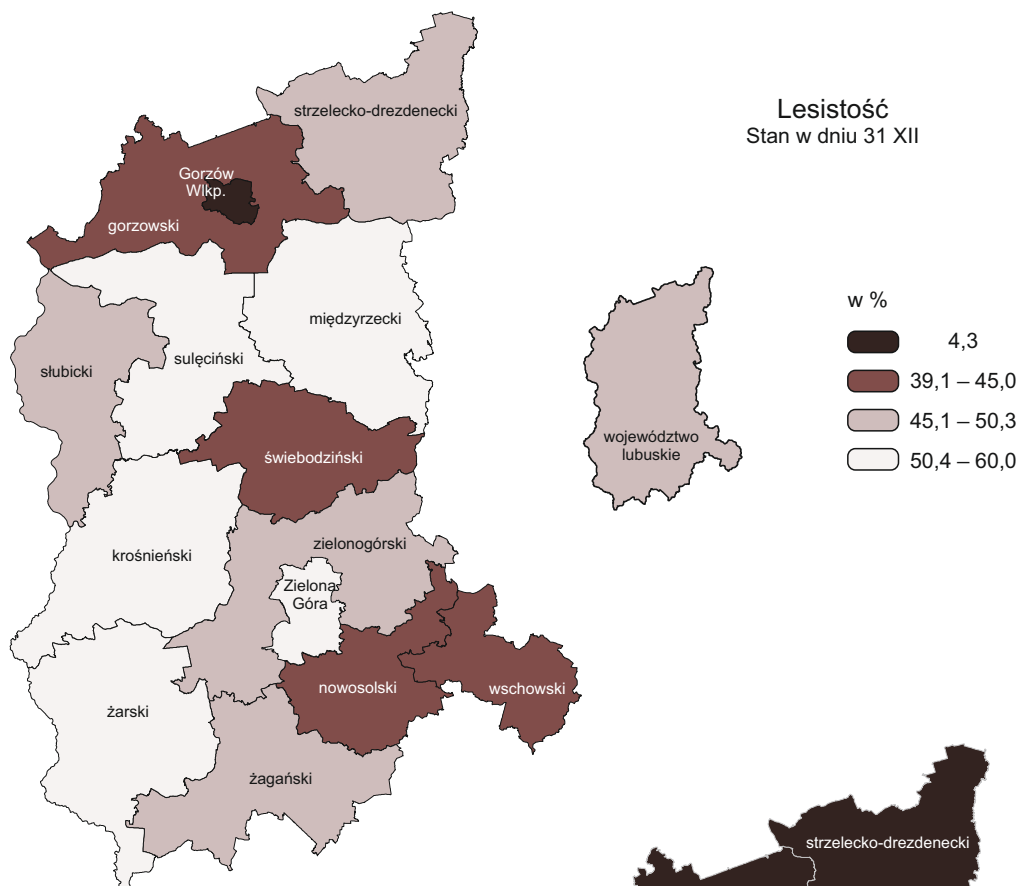 Lesistość
Stan w dniu 31 XII
strzelecko-drezdenecki
Gorzów
Wlkp.
gorzowski
międzyrzecki
sulęciński
słubicki
świebodziński
krośnieński
zielonogórski
Zielona
Góra
nowosolski
wschowski
żarski
żagański
województwo
lubuskie
w %
4,3
39,1 – 45,0
45,1 – 50,3
50,4 – 60,0
strzelecko-drezdenecki